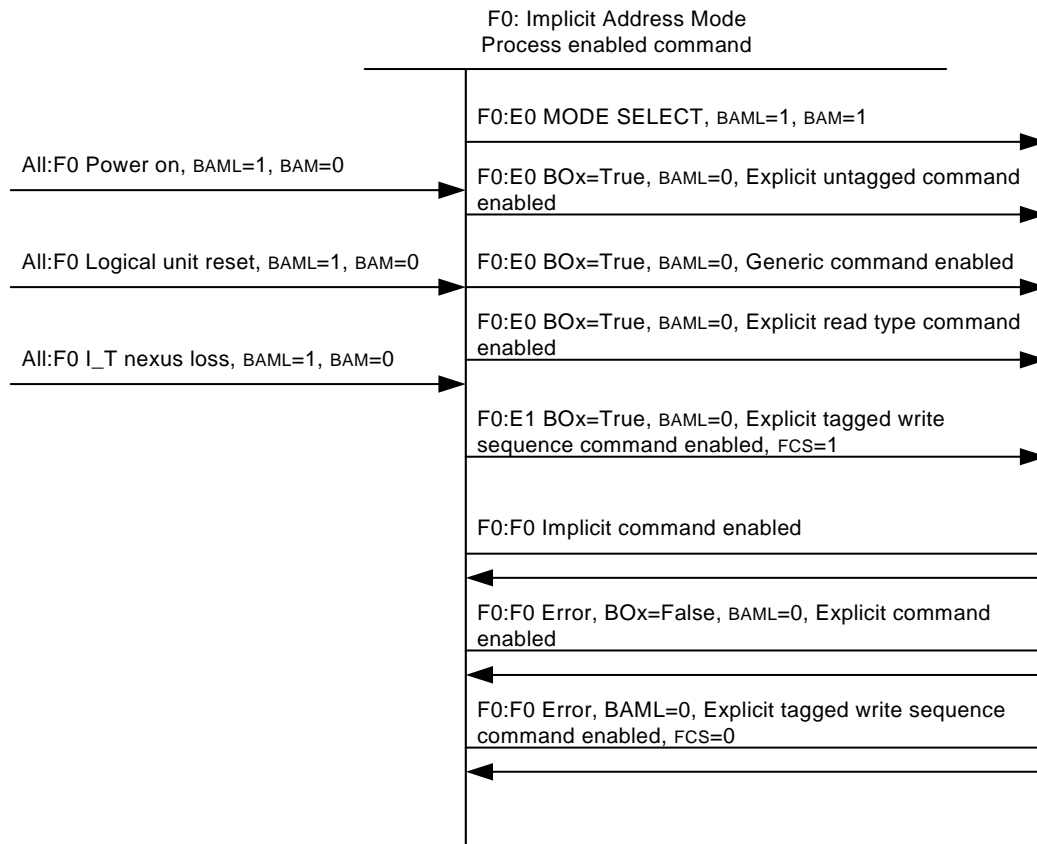 F0: Implicit Address Mode
Process enabled command
F0:E0 MODE SELECT, BAML=1, BAM=1
All:F0 Power on, BAML=1, BAM=0
F0:E0 BOx=True, BAML=0, Explicit untagged command
enabled
All:F0 Logical unit reset, BAML=1, BAM=0
F0:E0 BOx=True, BAML=0, Generic command enabled
F0:E0 BOx=True, BAML=0, Explicit read type command
enabled
All:F0 I_T nexus loss, BAML=1, BAM=0
F0:E1 BOx=True, BAML=0, Explicit tagged write
sequence command enabled, FCS=1
F0:F0 Implicit command enabled
F0:F0 Error, BOx=False, BAML=0, Explicit command
enabled
F0:F0 Error, BAML=0, Explicit tagged write sequence
command enabled, FCS=0